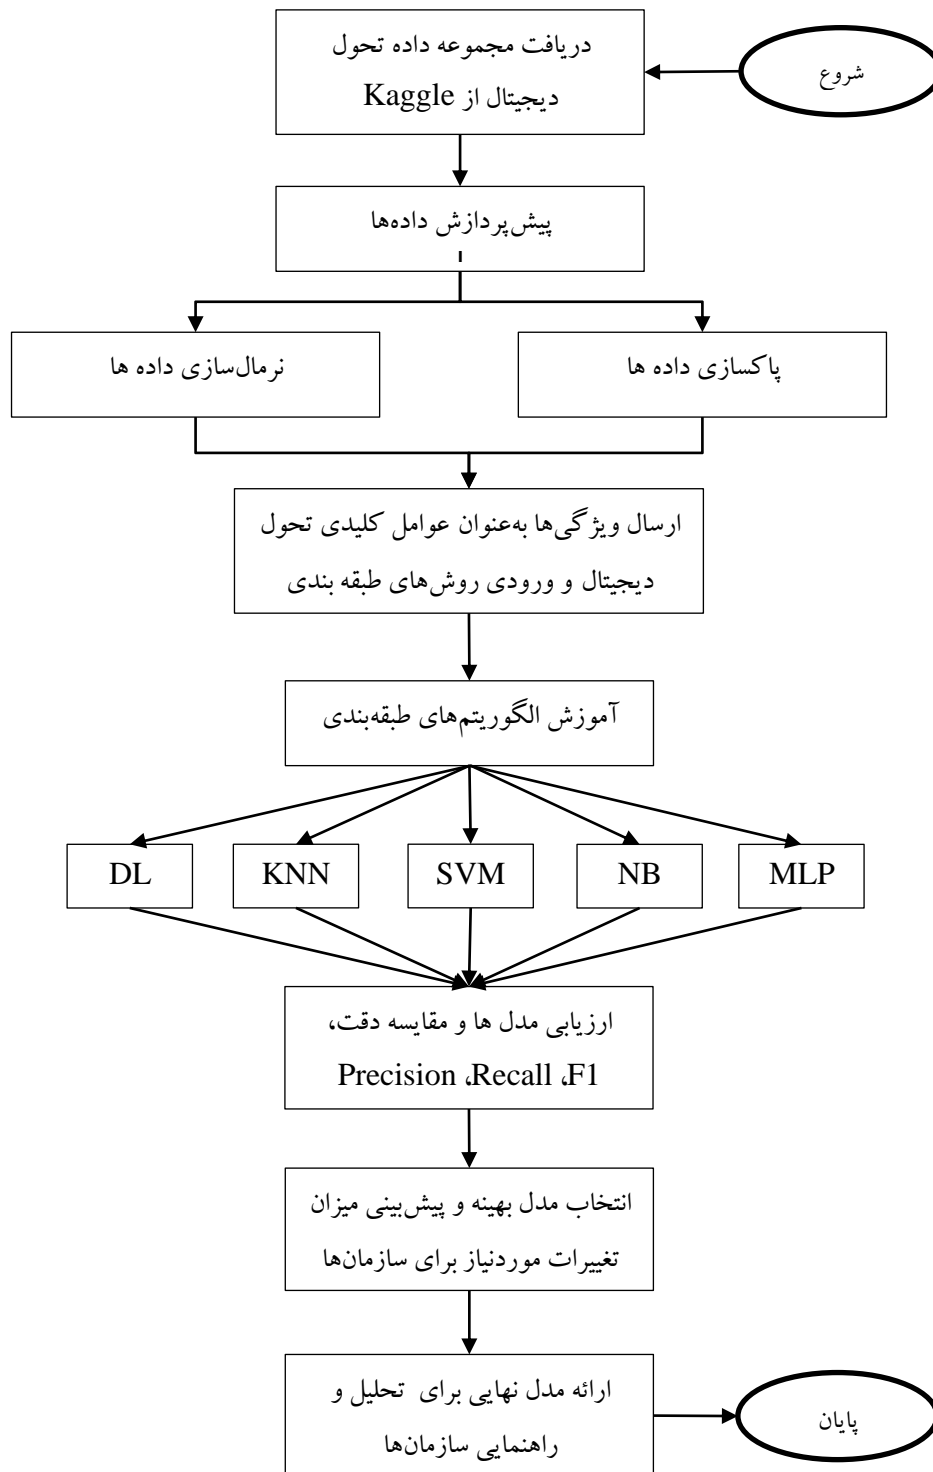 شروع
دریافت مجموعه داده تحول
دیجیتال از Kaggle
پیش‌پردازش داده‌ها
پاکسازی داده ها
نرمال‌سازی داده ها
ارسال ویژگی‌ها به‌عنوان عوامل کلیدی تحول
دیجیتال و ورودی روش‌های طبقه بندی
آموزش الگوریتم‌های طبقه‌بندی
DL
KNN
SVM
NB
MLP
ارزیابی مدل ها و مقایسه دقت،
Precision ،Recall ،F1
انتخاب مدل بهینه و پیش‌بینی میزان
تغییرات موردنیاز برای سازمان‌ها
ارائه مدل نهایی برای تحلیل و
راهنمایی سازمان‌ها
پایان